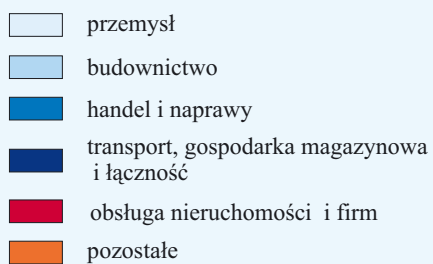 przemysł
budownictwo
handel i naprawy
transport, gospodarka magazynowa
i łączność
obsługa nieruchomości i firm
pozostałe